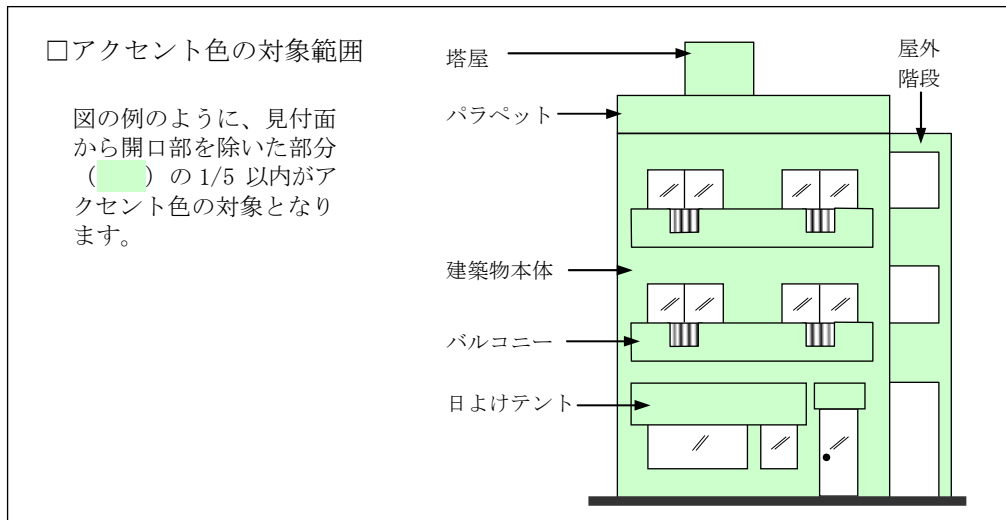 □アクセント色の対象範囲
図の例のように、見付面
から開口部を除いた部分
（　　）の 1/5 以内がア
クセント色の対象となり
ます。
塔屋
パラペット
建築物本体
バルコニー
日よけテント
屋外
階段